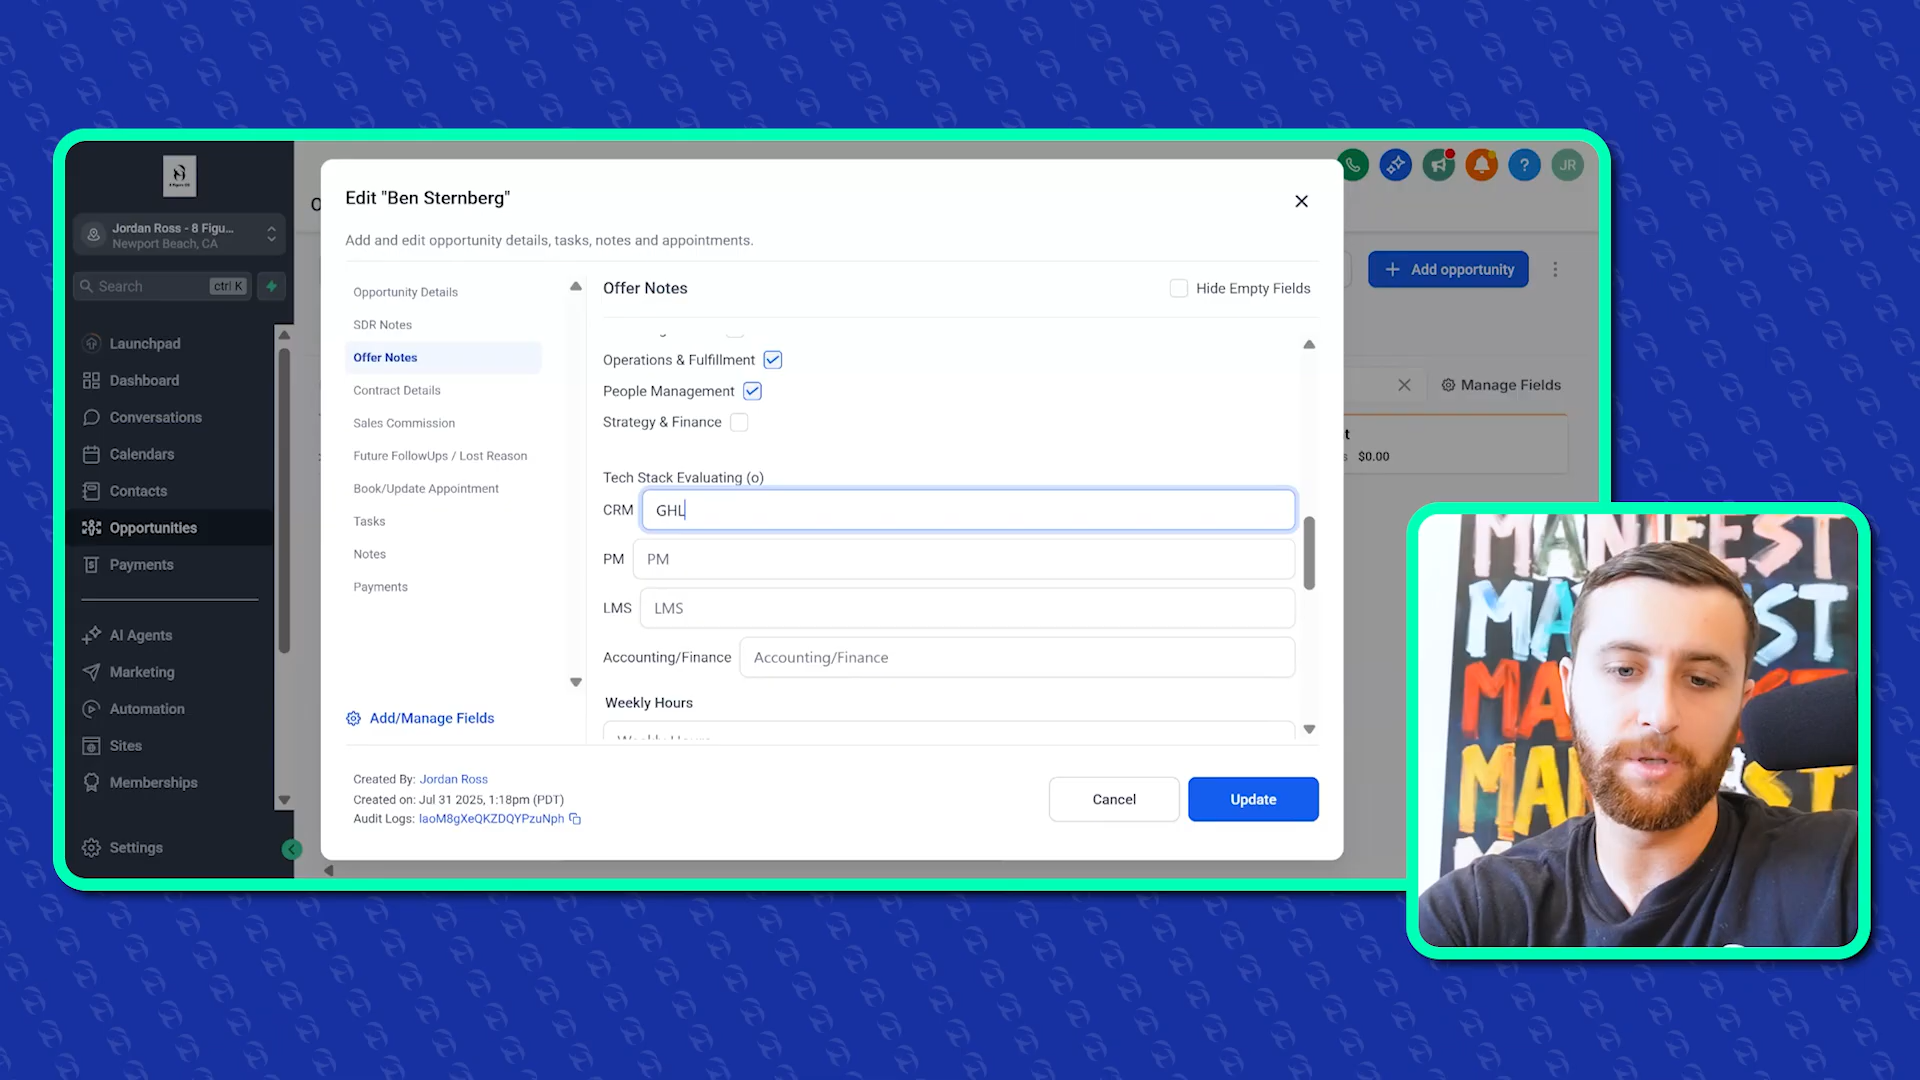 Jordan Ross - 8 Figu...
Newport Beach, CA
Search
ctrl K
Launchpad
Dashboard
Conversations
Calendars
Contacts
Opportunities
Payments
AI Agents
Marketing
Automation
Sites
Memberships
Settings
Edit "Ben Sternberg"
Add and edit opportunity details, tasks, notes and appointments.
Opportunity Details
SDR Notes
Offer Notes
Contract Details
Sales Commission
Future FollowUps / Lost Reason
Book/Update Appointment
Tasks
Notes
Payments
Add/Manage Fields
Offer Notes
Hide Empty Fields
Operations & Fulfillment
People Management
Strategy & Finance
Tech Stack Evaluating (o)
CRM GHL
PM PM
LMS LMS
Accounting/Finance Accounting/Finance
Weekly Hours
Created By: Jordan Ross
Created on: Jul 31 2025, 1:18pm (PDT)
Audit Logs: IaoM8gXeQKZDQYPzuNph
Cancel
Update
?
JR
Add opportunity
Manage Fields
$0.00
MANIFEST